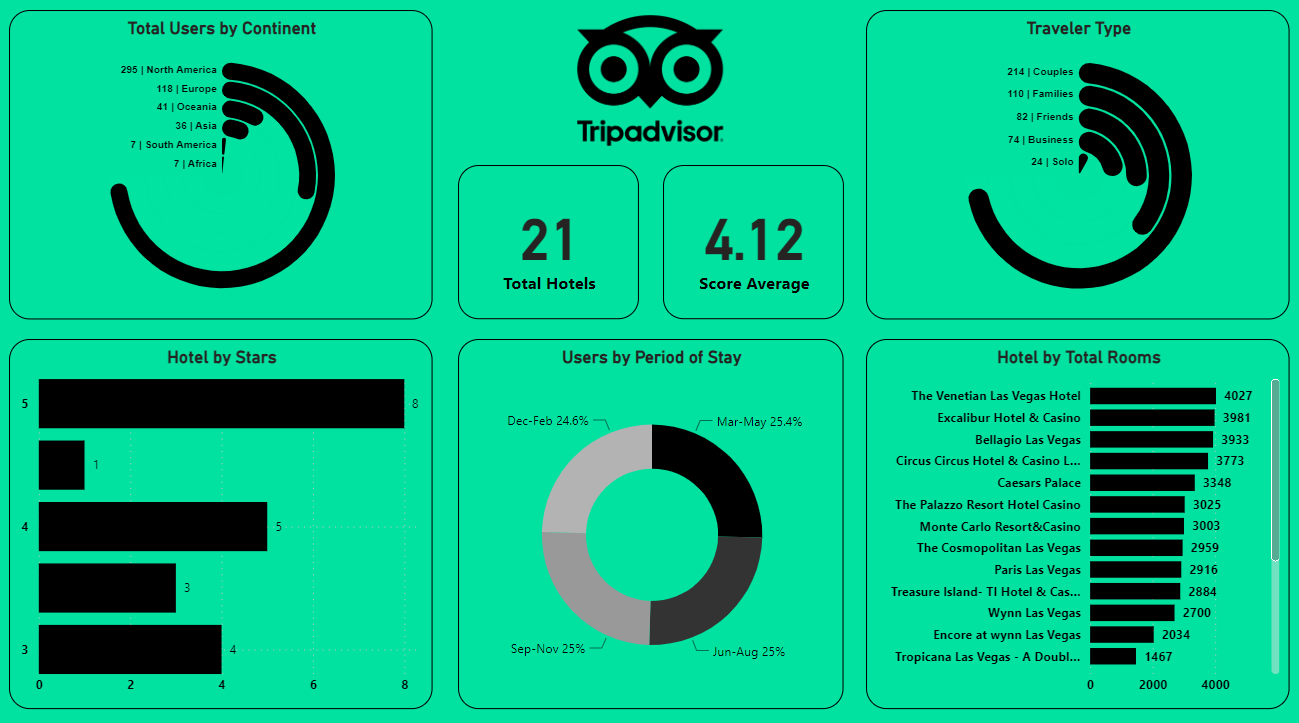 Total Users by Continent
295 | North America
118 | Europe
41 | Oceania
36 | Asia
7 | South America
7 | Africa
Tripadvisor
21
Total Hotels
4.12
Score Average
Traveler Type
214 | Couples
110 | Families
82 | Friends
74 | Business
24 | Solo
Hotel by Stars
5
8
1
4
5
3
3
4
0 2 4 6 8
Users by Period of Stay
Dec-Feb 24.6%
Mar-May 25.4%
Sep-Nov 25%
Jun-Aug 25%
Hotel by Total Rooms
The Venetian Las Vegas Hotel 4027
Excalibur Hotel & Casino 3981
Bellagio Las Vegas 3933
Circus Circus Hotel & Casino L... 3773
Caesars Palace 3348
The Palazzo Resort Hotel Casino 3025
Monte Carlo Resort&Casino 3003
The Cosmopolitan Las Vegas 2959
Paris Las Vegas 2916
Treasure Island- TI Hotel & Cas... 2884
Wynn Las Vegas 2700
Encore at wynn Las Vegas 2034
Tropicana Las Vegas - A Doubl... 1467
0 2000 4000